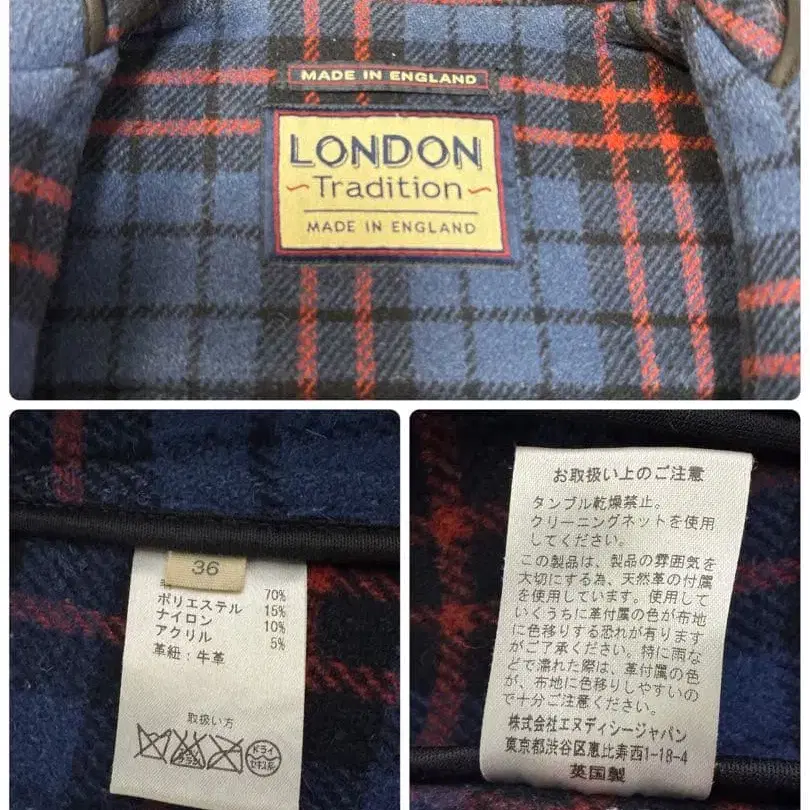 MADE IN ENGLAND
LONDON
Tradition
MADE IN ENGLAND
36
70%
ポリエステル 15%
ナイロン 10%
アクリル 5%
革紐:牛革
取扱い方
ドライ
セキユ系
お取扱い上のご注意
タンブル乾燥禁止。
クリーニングネットを使用
してください。
この製品は、製品の雰囲気を
大切にする為、天然革の付属
を使用しています。使用して
いくうちに革付属の色が布地
に色移りする恐れが有ります
がご了承ください。特に雨な
どで濡れた際は、革付属の色
が、布地に色移りしやすいの
で十分ご注意ください。
株式会社エヌディシージャパン
東京都渋谷区恵比寿西1-18-4
英国製